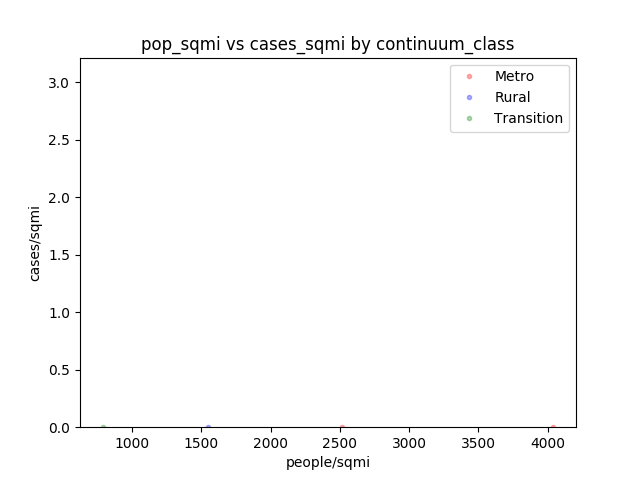 pop_sqmi vs cases_sqmi by continuum_class
Metro
Rural
Transition
3.0
2.5
2.0
1.5
1.0
0.5
0.0
cases/sqmi
1000 1500 2000 2500 3000 3500 4000
people/sqmi